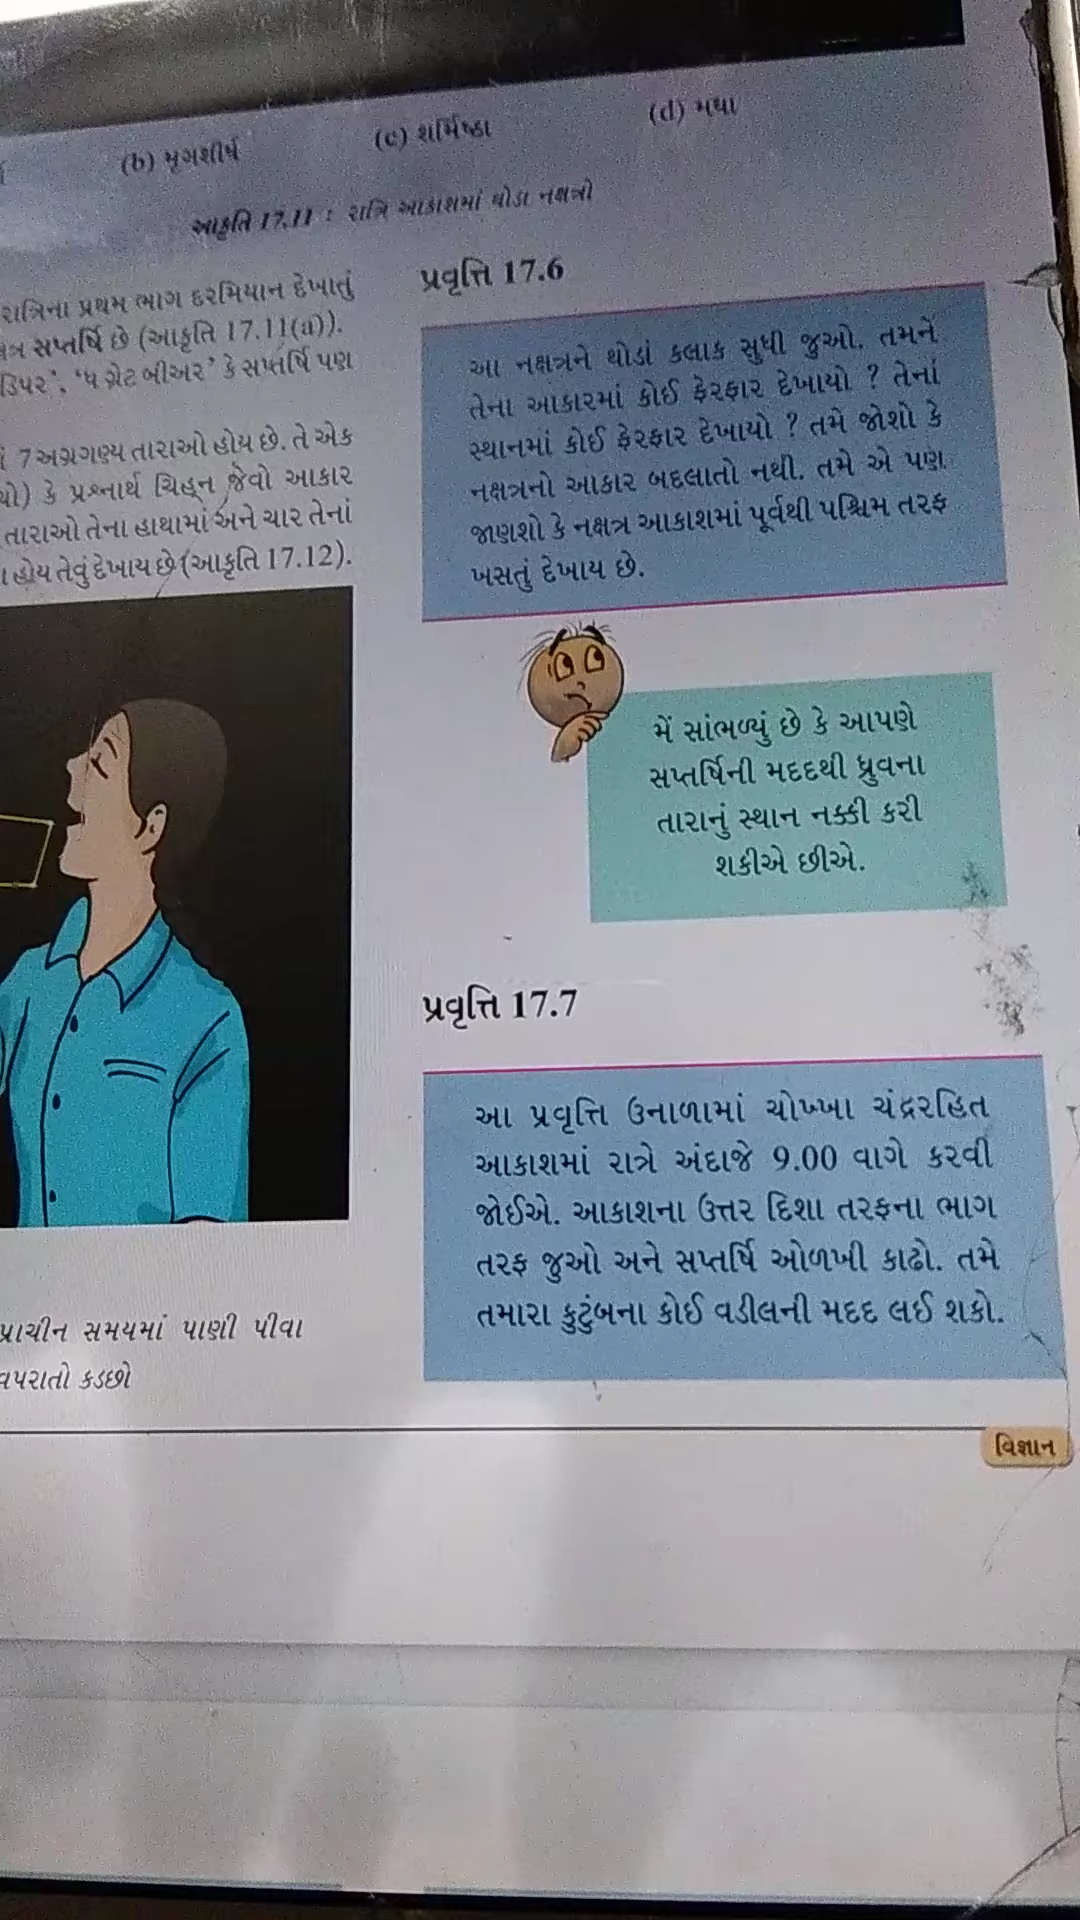 (b) મૃગશીર્ષ
(c) શર્મિષ્ઠા
(d) મઘા
આકૃતિ 17.11 : રાત્રિ આકાશમાં થોડા નક્ષત્રો
રાત્રિના પ્રથમ ભાગ દરમિયાન દેખાતું
સપ્તર્ષિ છે (આકૃતિ 17.11(a)).
'ધ ગ્રેટ બીઅર' કે સપ્તર્ષિ પણ
7 અગ્રગણ્ય તારાઓ હોય છે. તે એક
કે પ્રશ્નાર્થ ચિહ્ન જેવો આકાર
તારાઓ તેના હાથામાં અને ચાર તેનાં
હોય તેવું દેખાય છે (આકૃતિ 17.12).
પ્રાચીન સમયમાં પાણી પીવા
વપરાતો કડછો
પ્રવૃત્તિ 17.6
આ નક્ષત્રને થોડાં કલાક સુધી જુઓ. તમને
તેના આકારમાં કોઈ ફેરફાર દેખાયો ? તેનાં
સ્થાનમાં કોઈ ફેરફાર દેખાયો ? તમે જોશો કે
નક્ષત્રનો આકાર બદલાતો નથી. તમે એ પણ
જાણશો કે નક્ષત્ર આકાશમાં પૂર્વથી પશ્ચિમ તરફ
ખસતું દેખાય છે.
મેં સાંભળ્યું છે કે આપણે
સપ્તર્ષિની મદદથી ધ્રુવના
તારાનું સ્થાન નક્કી કરી
શકીએ છીએ.
પ્રવૃત્તિ 17.7
આ પ્રવૃત્તિ ઉનાળામાં ચોખ્ખા ચંદ્રરહિત
આકાશમાં રાત્રે અંદાજે 9.00 વાગે કરવી
જોઈએ. આકાશના ઉત્તર દિશા તરફના ભાગ
તરફ જુઓ અને સપ્તર્ષિ ઓળખી કાઢો. તમે
તમારા કુટુંબના કોઈ વડીલની મદદ લઈ શકો.
વિજ્ઞાન